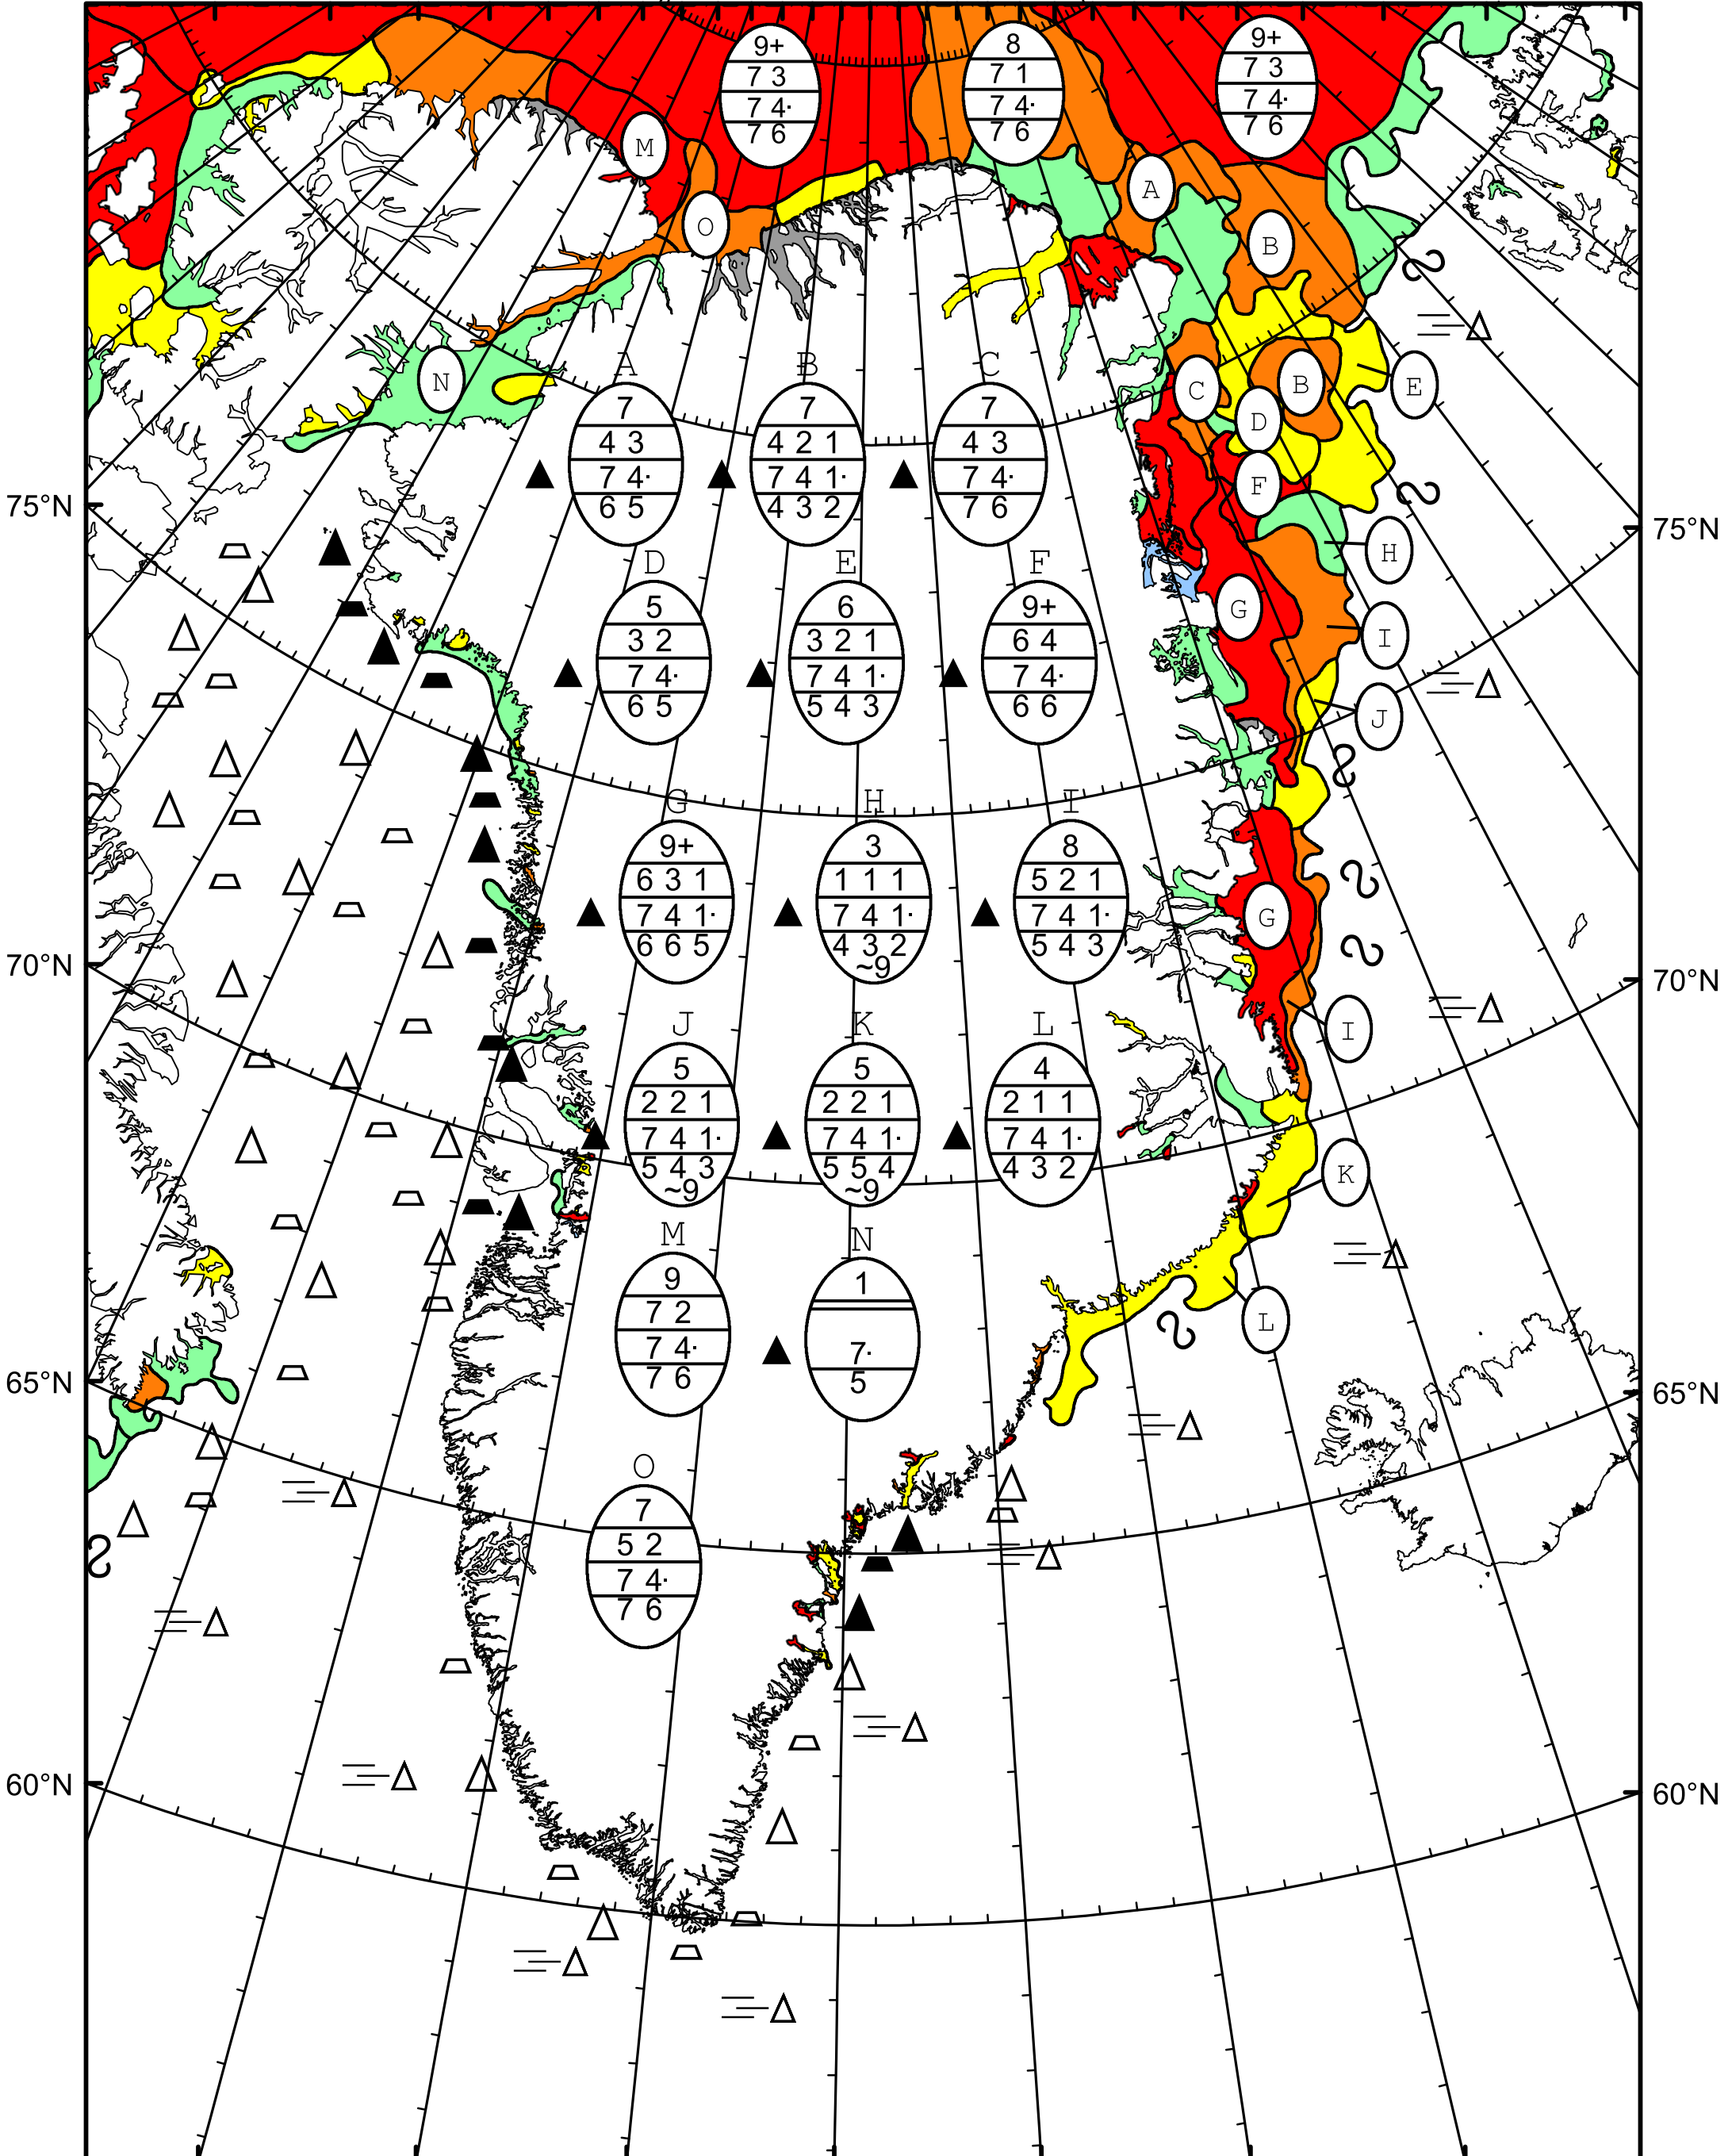 9+
7 3
7 4·
7 6
8
7 1
7 4·
7 6
9+
7 3
7 4·
7 6
M
O
A
B
N
C
D
B
E
F
H
G
I
J
G
I
K
L
A
7
4 3
7 4·
6 5
B
7
4 2 1
7 4 1·
4 3 2
C
7
4 3
7 4·
7 6
75°N
75°N
D
5
3 2
7 4·
6 5
E
6
3 2 1
7 4 1·
5 4 3
F
9+
6 4
7 4·
6 6
G
9+
6 3 1
7 4 1·
6 6 5
H
3
1 1 1
7 4 1·
4 3 2
~9
I
8
5 2 1
7 4 1·
5 4 3
70°N
70°N
J
5
2 2 1
7 4 1·
5 4 3
~9
K
5
2 2 1
7 4 1·
5 5 4
~9
L
4
2 1 1
7 4 1·
4 3 2
M
9
7 2
7 4·
7 6
N
1
7·
5
65°N
65°N
O
7
5 2
7 4·
7 6
60°N
60°N